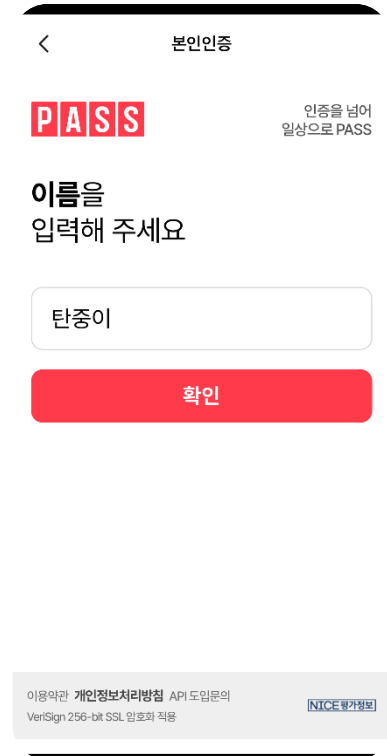 본인인증
PASS
인증을 넘어
일상으로 PASS
이름을
입력해 주세요
탄중이
확인
이용약관 개인정보처리방침 API 도입문의
VeriSign 256-bit SSL 암호화 적용
NICE평가정보